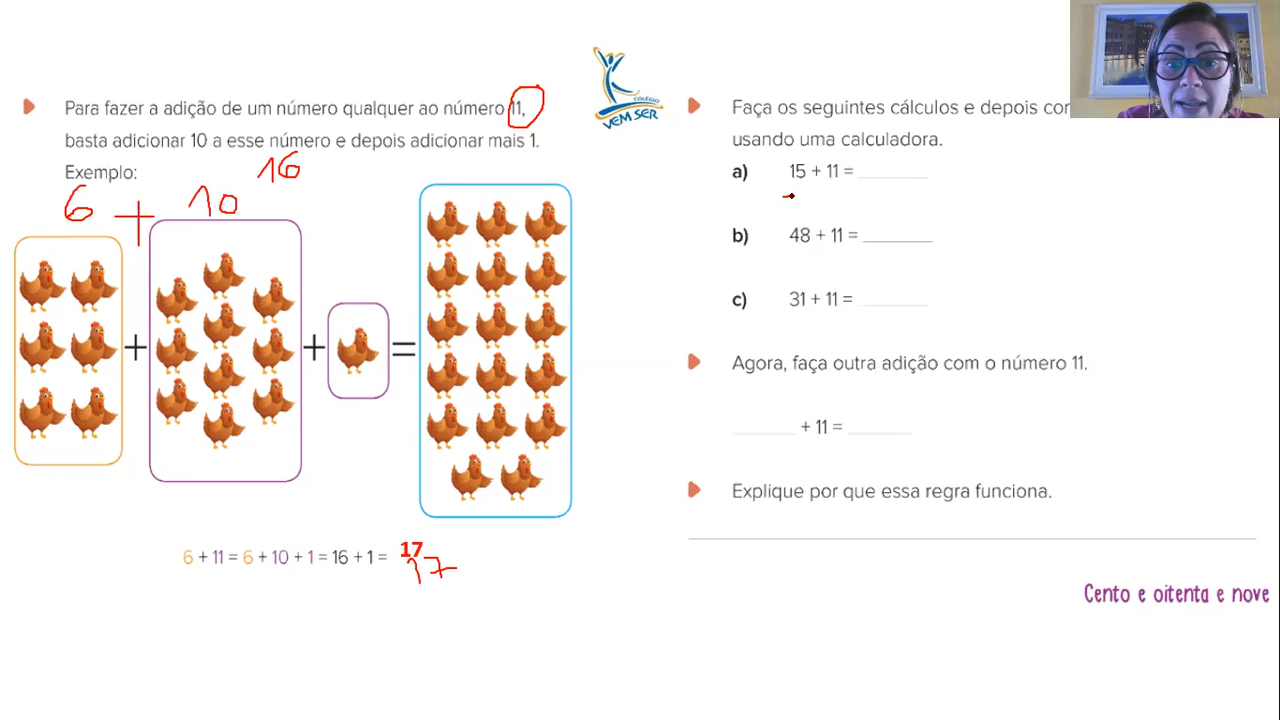 Para fazer a adição de um número qualquer ao número 11,
basta adicionar 10 a esse número e depois adicionar mais 1.
Exemplo:
16
6 + 10
+ + =
6 + 11 = 6 + 10 + 1 = 16 + 1 = 17
17
COLÉGIO
VEM SER
Faça os seguintes cálculos e depois
usando uma calculadora.
a) 15 + 11 =
b) 48 + 11 =
c) 31 + 11 =
Agora, faça outra adição com o número 11.
+ 11 =
Explique por que essa regra funciona.
Cento e oitenta e nove